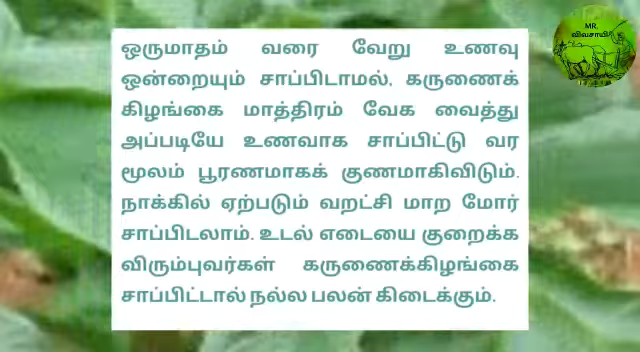 MR.
விவசாயி
ஒருமாதம் வரை வேறு உணவு
ஒன்றையும் சாப்பிடாமல், கருணைக்
கிழங்கை மாத்திரம் வேக வைத்து
அப்படியே உணவாக சாப்பிட்டு வர
மூலம் பூரணமாகக் குணமாகிவிடும்.
நாக்கில் ஏற்படும் வறட்சி மாற மோர்
சாப்பிடலாம். உடல் எடையை குறைக்க
விரும்புவர்கள் கருணைக்கிழங்கை
சாப்பிட்டால் நல்ல பலன் கிடைக்கும்.